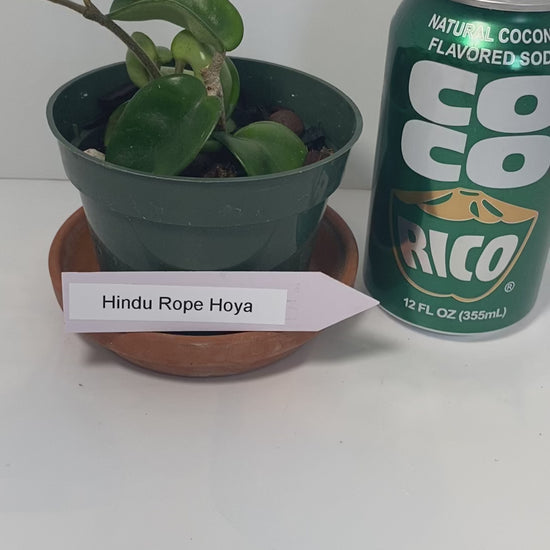 NATURAL COCON
FLAVORED SOD
CO
CO
RICO
®
12 FL OZ (355mL)
Hindu Rope Hoya